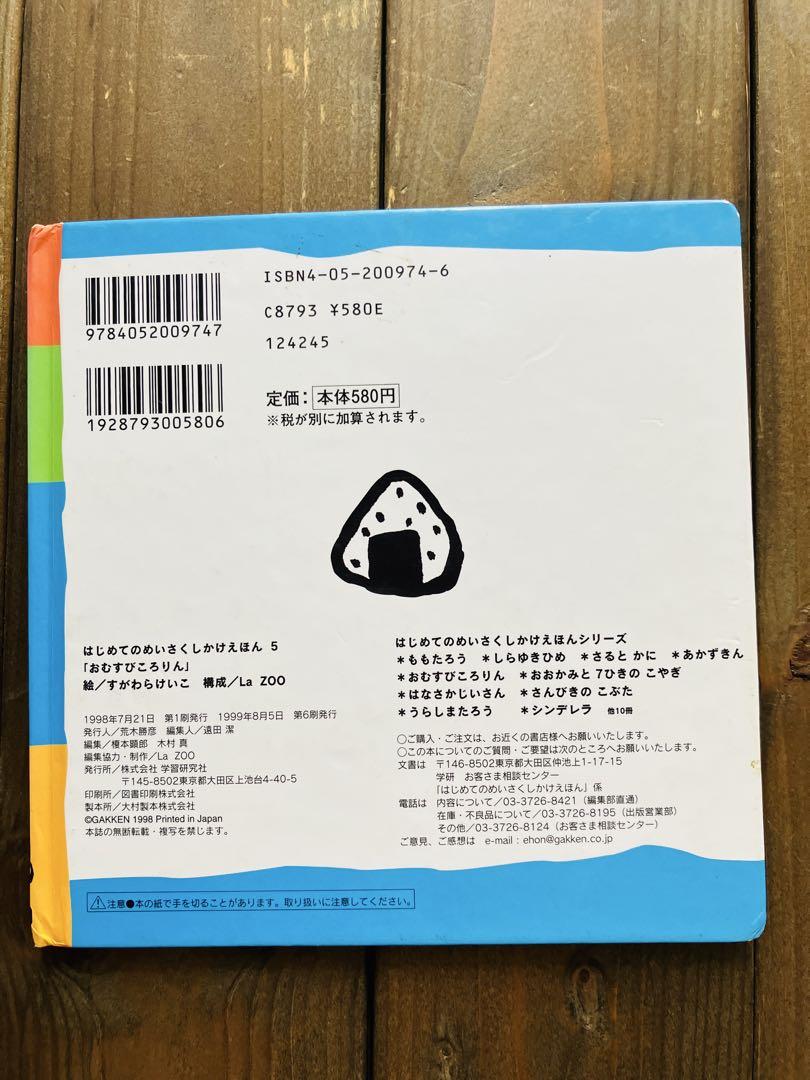 ISBN4-05-200974-6
9784052009747
C8793 ¥580E
124245
1928793005806
定価：本体580円
※税が別に加算されます。
はじめてのめいさくしかけえほん 5
「おむすびころりん」
絵／すがわらけいこ 構成／La ZOO
1998年7月21日 第1刷発行 1999年8月5日 第6刷発行
発行人／荒木勝彦 編集人／遠田 潔
編集／榎本顕郎 木村 真
編集協力・制作／La ZOO
発行所／株式会社 学習研究社
〒145-8502東京都大田区上池台4-40-5
印刷所／図書印刷株式会社
製本所／大村製本株式会社
©GAKKEN 1998 Printed in Japan
本誌の無断転載・複写を禁じます。
はじめてのめいさくしかけえほんシリーズ
＊ももたろう ＊しらゆきひめ ＊さると かに ＊あかずきん
＊おむすびころりん ＊おおかみと 7ひきの こやぎ
＊はなさかじいさん ＊さんびきの こぶた
＊うらしまたろう ＊シンデレラ 他10冊
○ご購入・ご注文は、お近くの書店様へお願いいたします。
○この本についてのご質問・ご要望は次のところへお願いいたします。
文書は 〒146-8502東京都大田区仲池上1-17-15
学研 お客さま相談センター
「はじめてのめいさくしかけえほん」係
電話は 内容について／03-3726-8421（編集部直通）
在庫・不良品について／03-3726-8195（出版営業部）
その他／03-3726-8124（お客さま相談センター）
ご意見、ご感想は e-mail : ehon@gakken.co.jp
注意●本の紙で手を切ることがあります。取り扱いに注意してください。